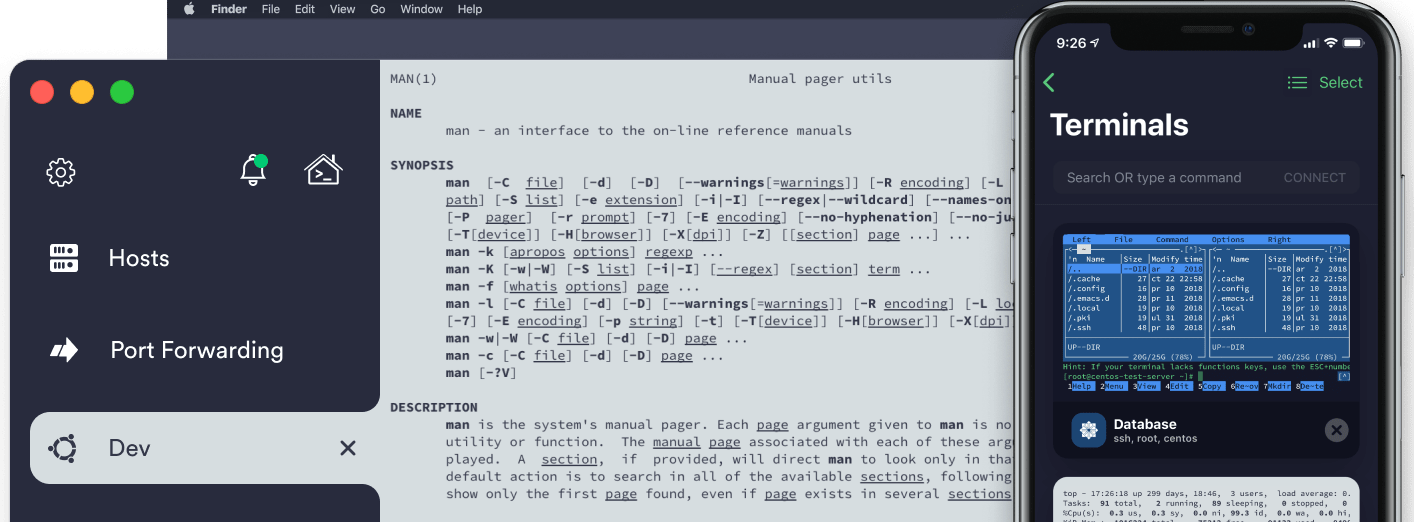 Finder File Edit View Go Window Help
Hosts
Port Forwarding
Dev
MAN(1) Manual pager utils
NAME
man - an interface to the on-line reference manuals
SYNOPSIS
man [-C file] [-d] [-D] [--warnings[=warnings]] [-R encoding] [-L
path] [-S list] [-e extension] [-i|-I] [--regex|--wildcard] [--names-on
[-P pager] [-r prompt] [-7] [-E encoding] [--no-hyphenation] [--no-ju
[-T[device]] [-H[browser]] [-X[dpi]] [-Z] [[section] page ...] ...
man -k [apropos options] regexp ...
man -K [-w|-W] [-S list] [-i|-I] [--regex] [section] term ...
man -f [whatis options] page ...
man -l [-C file] [-d] [-D] [--warnings[=warnings]] [-R encoding] [-L lo
[-7] [-E encoding] [-p string] [-t] [-T[device]] [-H[browser]] [-X[dpi]
man -w|-W [-C file] [-d] [-D] page ...
man -c [-C file] [-d] [-D] page ...
man [-?V]
DESCRIPTION
man is the system's manual pager. Each page argument given to man is no
utility or function. The manual page associated with each of these arg
played. A section, if provided, will direct man to look only in tha
default action is to search in all of the available sections, following
show only the first page found, even if page exists in several sections
9:26
Select
Terminals
Search OR type a command CONNECT
Left File Command Options Right
'n Name Size Modify time 'n Name Size Modify time
/.. --DIR ar 2 2018 /.. --DIR ar 2 2018
/.cache 27 ct 22 22:58 /.cache 27 ct 22 22:58
/.config 16 pr 10 2018 /.config 16 pr 10 2018
/.emacs.d 28 pr 11 2018 /.emacs.d 28 pr 11 2018
/.local 19 pr 10 2018 /.local 19 pr 10 2018
/.pki 19 ul 31 2018 /.pki 19 ul 31 2018
/.ssh 48 pr 10 2018 /.ssh 48 pr 10 2018
UP--DIR UP--DIR
20G/25G (78%) 20G/25G (78%)
Hint: If your terminal lacks functions keys, use the ESC+numbe
[root@centos-test-server ~]# [^]
1Help 2Menu 3View 4Edit 5Copy 6Re~ov 7Mkdir 8De~te
Database
ssh, root, centos
top - 17:26:18 up 299 days, 18:46, 3 users, load average: 0.
Tasks: 91 total, 2 running, 89 sleeping, 0 stopped, 0
%Cpu(s): 0.3 us, 0.3 sy, 0.0 ni, 99.3 id, 0.0 wa, 0.0 hi,